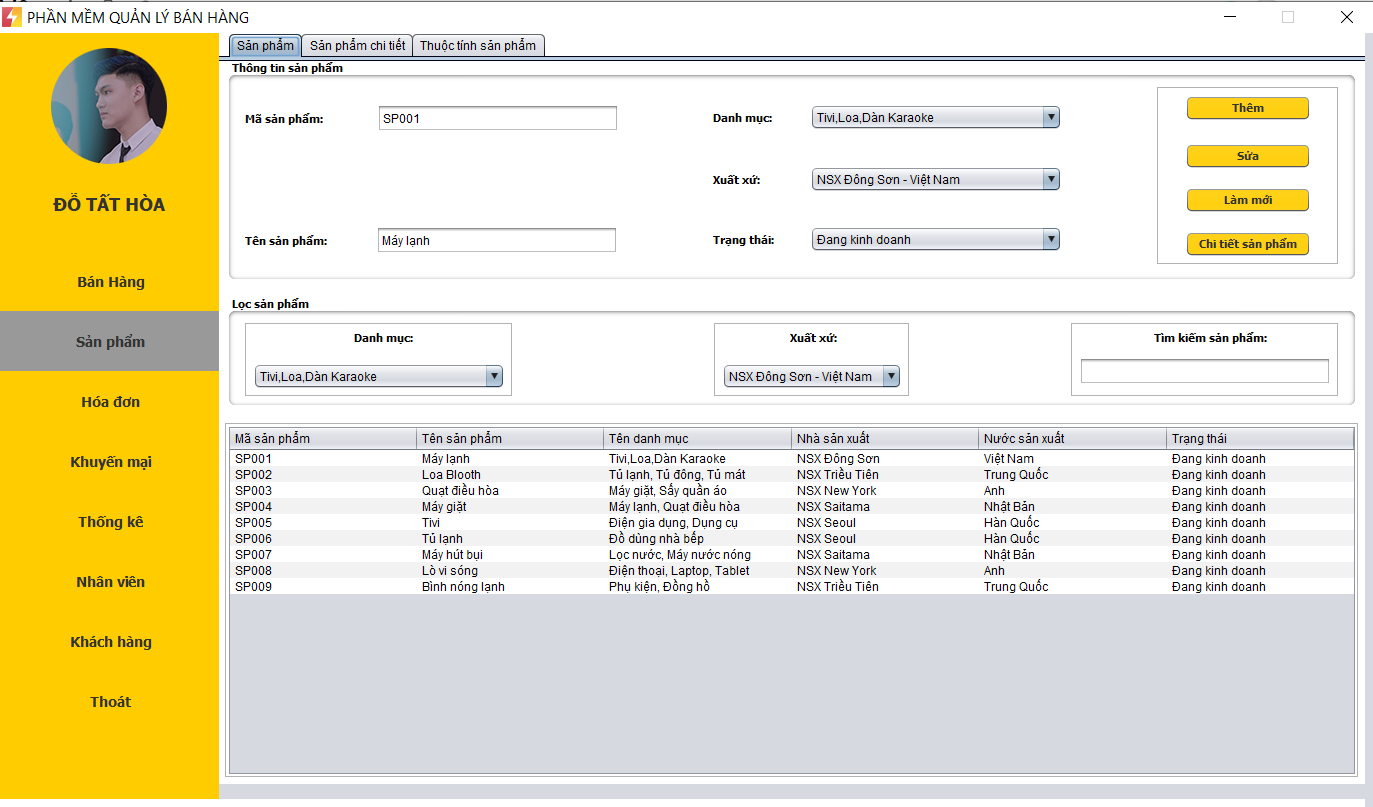 PHẦN MỀM QUẢN LÝ BÁN HÀNG
ĐỖ TẤT HÒA
Bán Hàng
Sản phẩm
Hóa đơn
Khuyến mại
Thống kê
Nhân viên
Khách hàng
Thoát
Sản phẩm Sản phẩm chi tiết Thuộc tính sản phẩm
Thông tin sản phẩm
Mã sản phẩm: SP001 Danh mục: Tivi,Loa,Dàn Karaoke Thêm
Sửa
Xuất xứ: NSX Đông Sơn - Việt Nam
Làm mới
Tên sản phẩm: Máy lạnh Trạng thái: Đang kinh doanh Chi tiết sản phẩm
Lọc sản phẩm
Danh mục: Xuất xứ: Tìm kiếm sản phẩm:
Tivi,Loa,Dàn Karaoke NSX Đông Sơn - Việt Nam
Mã sản phẩm Tên sản phẩm Tên danh mục Nhà sản xuất Nước sản xuất Trạng thái
SP001 Máy lạnh Tivi,Loa,Dàn Karaoke NSX Đông Sơn Việt Nam Đang kinh doanh
SP002 Loa Blooth Tủ lạnh, Tủ đông, Tủ mát NSX Triều Tiên Trung Quốc Đang kinh doanh
SP003 Quạt điều hòa Máy giặt, Sấy quần áo NSX New York Anh Đang kinh doanh
SP004 Máy giặt Máy lạnh, Quạt điều hòa NSX Saitama Nhật Bản Đang kinh doanh
SP005 Tivi Điện gia dụng, Dụng cụ NSX Seoul Hàn Quốc Đang kinh doanh
SP006 Tủ lạnh Đồ dùng nhà bếp NSX Seoul Hàn Quốc Đang kinh doanh
SP007 Máy hút bụi Lọc nước, Máy nước nóng NSX Saitama Nhật Bản Đang kinh doanh
SP008 Lò vi sóng Điện thoại, Laptop, Tablet NSX New York Anh Đang kinh doanh
SP009 Bình nóng lạnh Phụ kiện, Đồng hồ NSX Triều Tiên Trung Quốc Đang kinh doanh